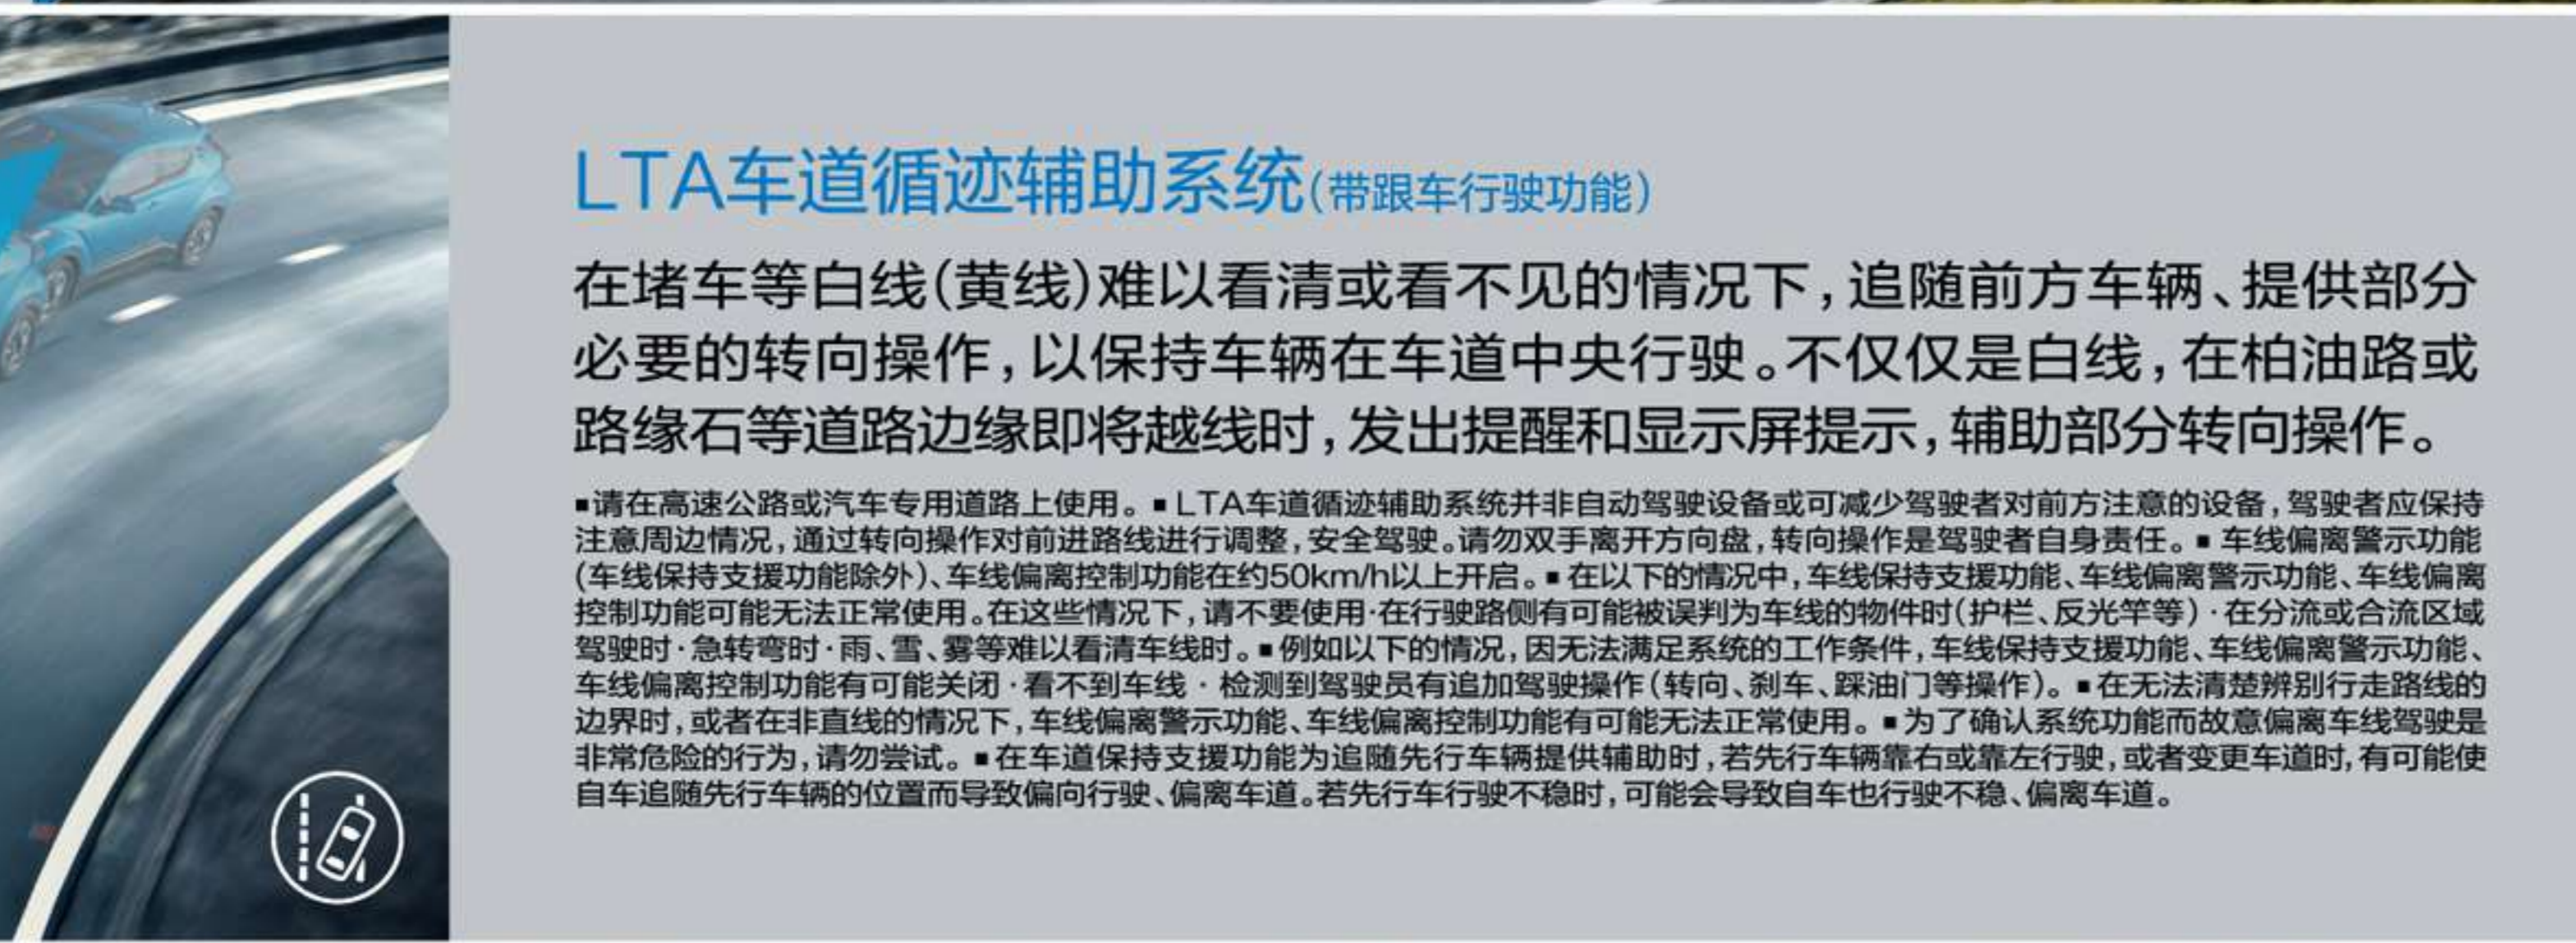 LTA车道循迹辅助系统(带跟车行驶功能)
在堵车等白线(黄线)难以看清或看不见的情况下,追随前方车辆、提供部分
必要的转向操作,以保持车辆在车道中央行驶。不仅仅是白线,在柏油路或
路缘石等道路边缘即将越线时,发出提醒和显示屏提示,辅助部分转向操作。
▪请在高速公路或汽车专用道路上使用。▪LTA车道循迹辅助系统并非自动驾驶设备或可减少驾驶者对前方注意的设备,驾驶者应保持
注意周边情况,通过转向操作对前进路线进行调整,安全驾驶。请勿双手离开方向盘,转向操作是驾驶者自身责任。▪车线偏离警示功能
(车线保持支援功能除外)、车线偏离控制功能在约50km/h以上开启。▪在以下的情况中,车线保持支援功能、车线偏离警示功能、车线偏离
控制功能可能无法正常使用。在这些情况下,请不要使用·在行驶路侧有可能被误判为车线的物件时(护栏、反光竿等)·在分流或合流区域
驾驶时·急转弯时·雨、雪、雾等难以看清车线时。▪例如以下的情况,因无法满足系统的工作条件,车线保持支援功能、车线偏离警示功能、
车线偏离控制功能有可能关闭·看不到车线·检测到驾驶员有追加驾驶操作(转向、刹车、踩油门等操作)。▪在无法清楚辨别行走路线的
边界时,或者在非直线的情况下,车线偏离警示功能、车线偏离控制功能有可能无法正常使用。▪为了确认系统功能而故意偏离车线驾驶是
非常危险的行为,请勿尝试。▪在车道保持支援功能为追随先行车辆提供辅助时,若先行车辆靠右或靠左行驶,或者变更车道时,有可能使
自车追随先行车辆的位置而导致偏向行驶、偏离车道。若先行车行驶不稳时,可能会导致自车也行驶不稳、偏离车道。